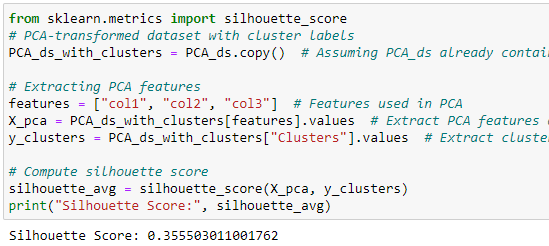 from sklearn.metrics import silhouette_score
# PCA-transformed dataset with cluster labels
PCA_ds_with_clusters = PCA_ds.copy()  # Assuming PCA_ds already contai
# Extracting PCA features
features = ["col1", "col2", "col3"]  # Features used in PCA
X_pca = PCA_ds_with_clusters[features].values  # Extract PCA features
y_clusters = PCA_ds_with_clusters["Clusters"].values  # Extract cluste
# Compute silhouette score
silhouette_avg = silhouette_score(X_pca, y_clusters)
print("Silhouette Score:", silhouette_avg)
Silhouette Score: 0.355503011001762